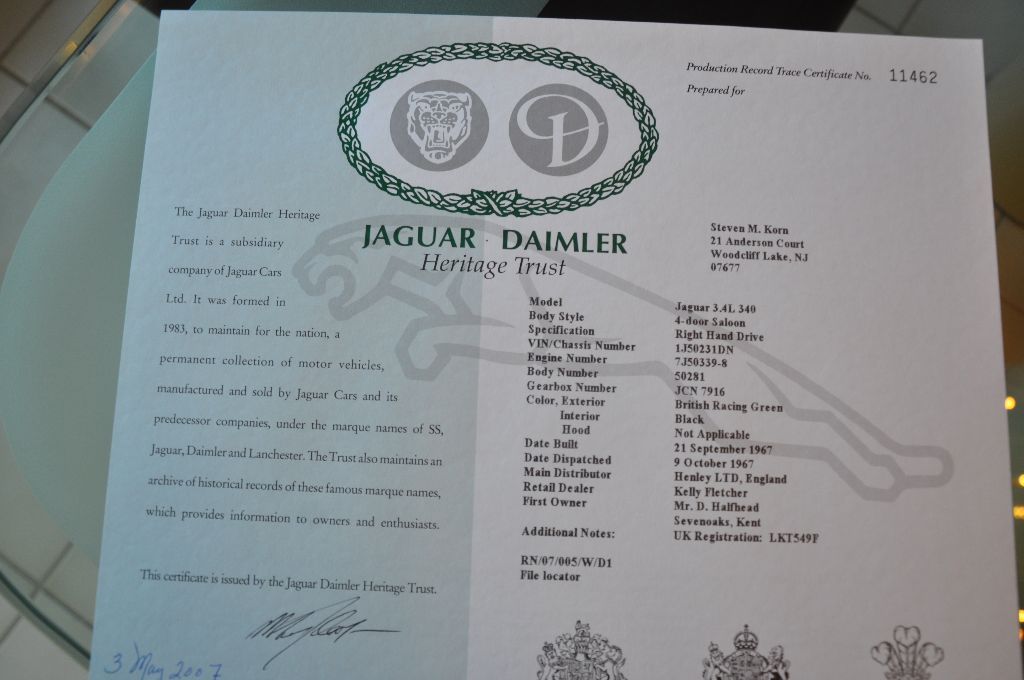 Production Record Trace Certificate No. 11462
Prepared for
JAGUAR · DAIMLER
Heritage Trust
The Jaguar Daimler Heritage
Trust is a subsidiary
company of Jaguar Cars
Ltd. It was formed in
1983, to maintain for the nation, a
permanent collection of motor vehicles,
manufactured and sold by Jaguar Cars and its
predecessor companies, under the marque names of SS,
Jaguar, Daimler and Lanchester. The Trust also maintains an
archive of historical records of these famous marque names,
which provides information to owners and enthusiasts.
This certificate is issued by the Jaguar Daimler Heritage Trust.
3 May 2007
Steven M. Korn
21 Anderson Court
Woodcliff Lake, NJ
07677
Model Jaguar 3.4L 340
Body Style 4-door Saloon
Specification Right Hand Drive
VIN/Chassis Number 1J50231DN
Engine Number 7J50339-8
Body Number 50281
Gearbox Number JCN 7916
Color, Exterior British Racing Green
Interior Black
Hood Not Applicable
Date Built 21 September 1967
Date Dispatched 9 October 1967
Main Distributor Henley LTD, England
Retail Dealer Kelly Fletcher
First Owner Mr. D. Halfhead
Sevenoaks, Kent
Additional Notes: UK Registration: LKT549F
RN/07/005/W/D1
File locator